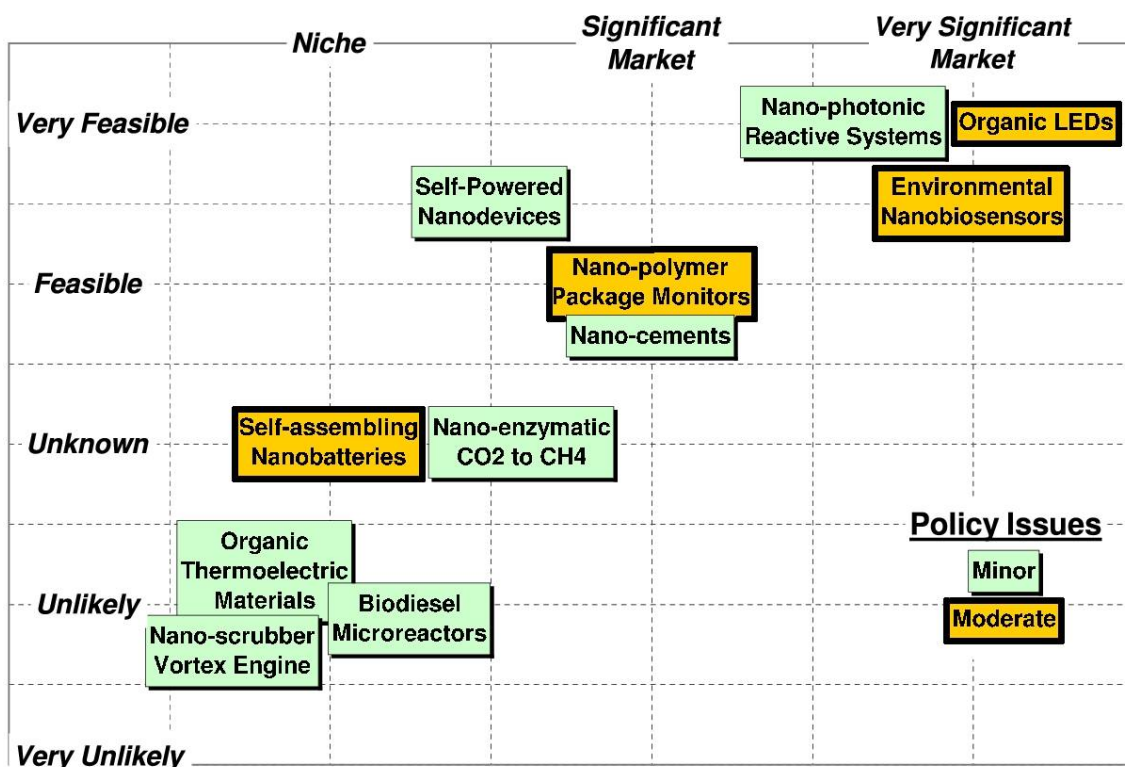 Niche
Significant
Market
Very Significant
Market
Very Feasible
Nano-photonic
Reactive Systems
Organic LEDs
Self-Powered
Nanodevices
Environmental
Nanobiosensors
Feasible
Nano-polymer
Package Monitors
Nano-cements
Unknown
Self-assembling
Nanobatteries
Nano-enzymatic
CO2 to CH4
Organic
Thermoelectric
Materials
Policy Issues
Minor
Unlikely
Biodiesel
Microreactors
Moderate
Nano-scrubber
Vortex Engine
Very Unlikely